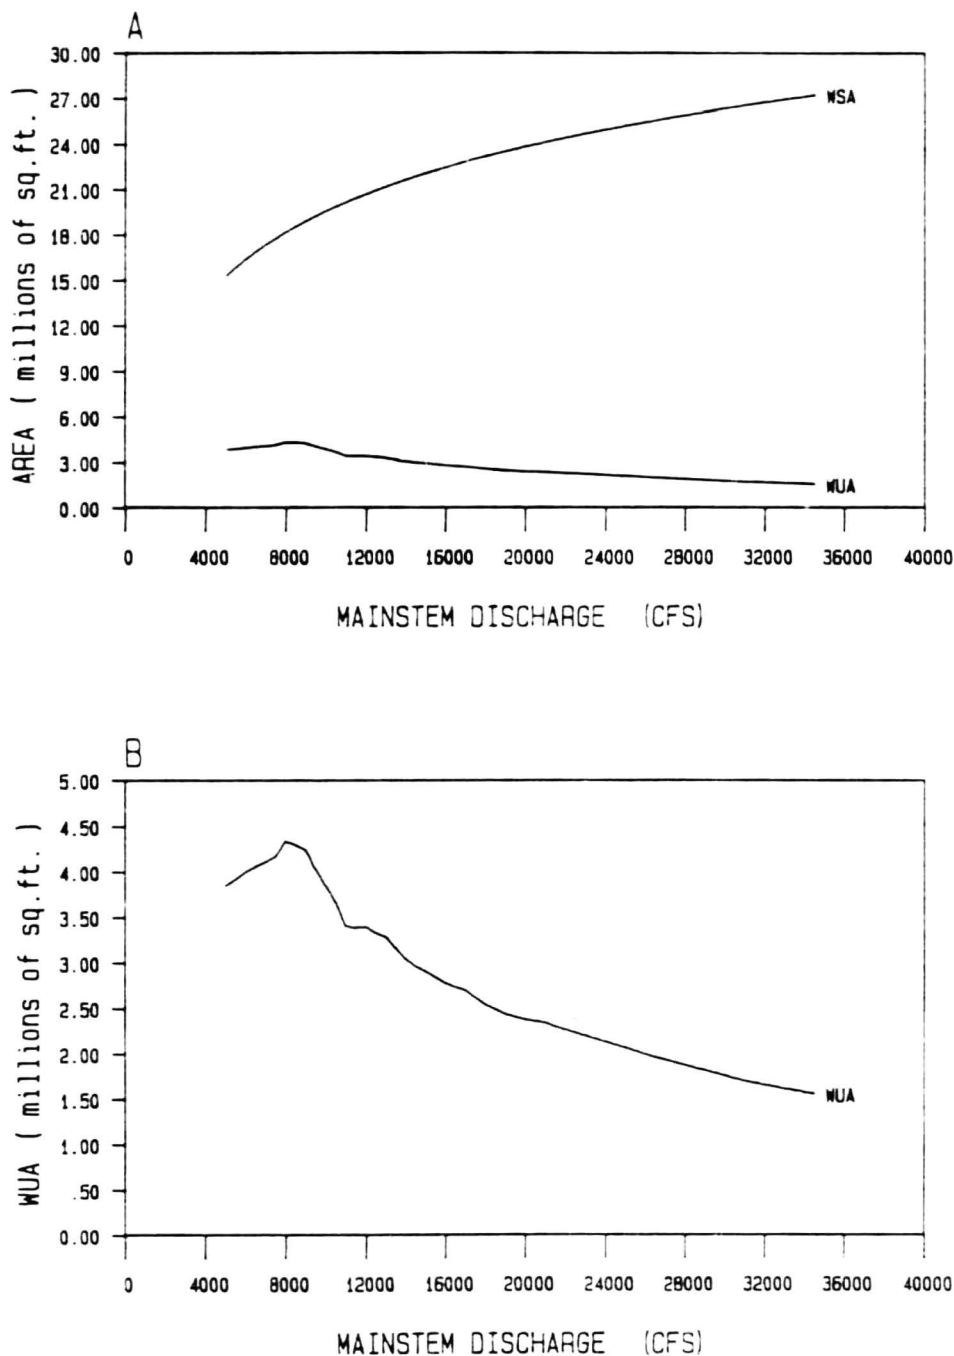 A
30.00
27.00
24.00
21.00
18.00
15.00
12.00
9.00
6.00
3.00
0.00
AREA ( millions of sq.ft. )
WSA
WUA
0 4000 8000 12000 16000 20000 24000 28000 32000 36000 40000
MAINSTEM DISCHARGE (CFS)
B
5.00
4.50
4.00
3.50
3.00
2.50
2.00
1.50
1.00
.50
0.00
WUA ( millions of sq.ft. )
WUA
0 4000 8000 12000 16000 20000 24000 28000 32000 36000 40000
MAINSTEM DISCHARGE (CFS)